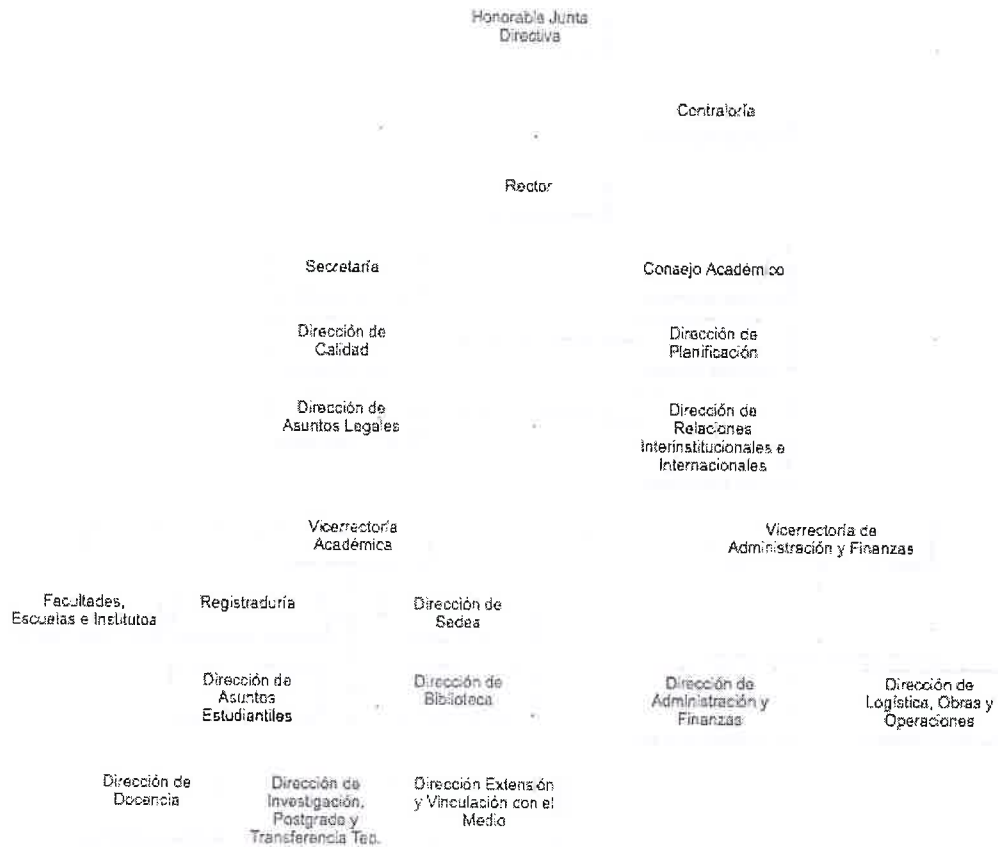 Honorable Junta
Directiva
Contraloría
Rector
Secretaría
Consejo Académico
Dirección de
Calidad
Dirección de
Planificación
Dirección de
Asuntos Legales
Dirección de
Relaciones
Interinstitucionales e
Internacionales
Vicerrectoría
Académica
Vicerrectoría de
Administración y Finanzas
Facultades,
Escuelas e Institutos
Registraduría
Dirección de
Sedes
Dirección de
Asuntos
Estudiantiles
Dirección de
Biblioteca
Dirección de
Administración y
Finanzas
Dirección de
Logística, Obras y
Operaciones
Dirección de
Docencia
Dirección de
Investigación,
Postgrado y
Transferencia Tec.
Dirección Extensión
y Vinculación con el
Medio